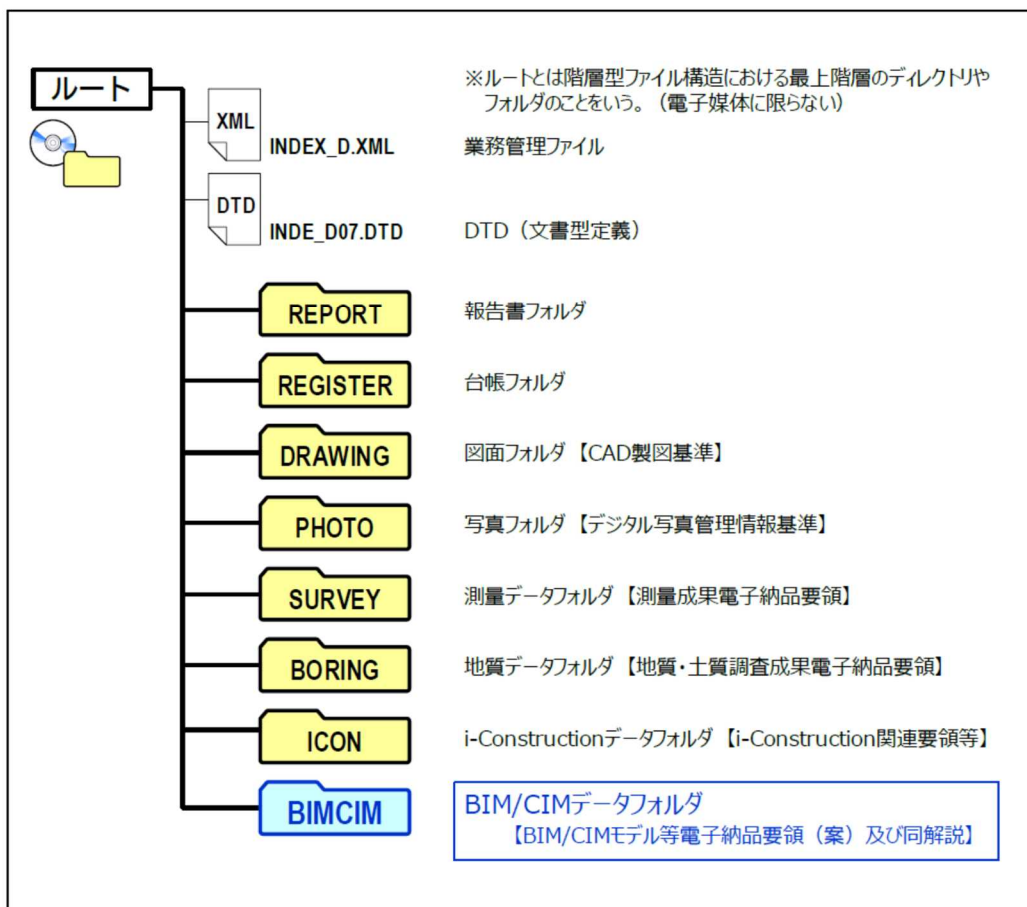 ルート
※ルートとは階層型ファイル構造における最上階層のディレクトリや
フォルダのことをいう。（電子媒体に限らない）
XML
INDEX_D.XML 業務管理ファイル
DTD
INDE_D07.DTD DTD（文書型定義）
REPORT 報告書フォルダ
REGISTER 台帳フォルダ
DRAWING 図面フォルダ【CAD製図基準】
PHOTO 写真フォルダ【デジタル写真管理情報基準】
SURVEY 測量データフォルダ【測量成果電子納品要領】
BORING 地質データフォルダ【地質・土質調査成果電子納品要領】
ICON i-Constructionデータフォルダ【i-Construction関連要領等】
BIMCIM BIM/CIMデータフォルダ
【BIM/CIMモデル等電子納品要領（案）及び同解説】